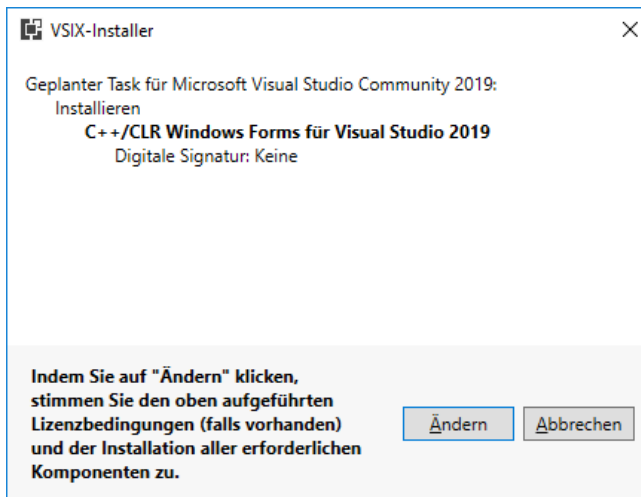 VSIX-Installer
Geplanter Task für Microsoft Visual Studio Community 2019:
Installieren
C++/CLR Windows Forms für Visual Studio 2019
Digitale Signatur: Keine
Indem Sie auf "Ändern" klicken,
stimmen Sie den oben aufgeführten
Lizenzbedingungen (falls vorhanden)
und der Installation aller erforderlichen
Komponenten zu.
Ändern
Abbrechen